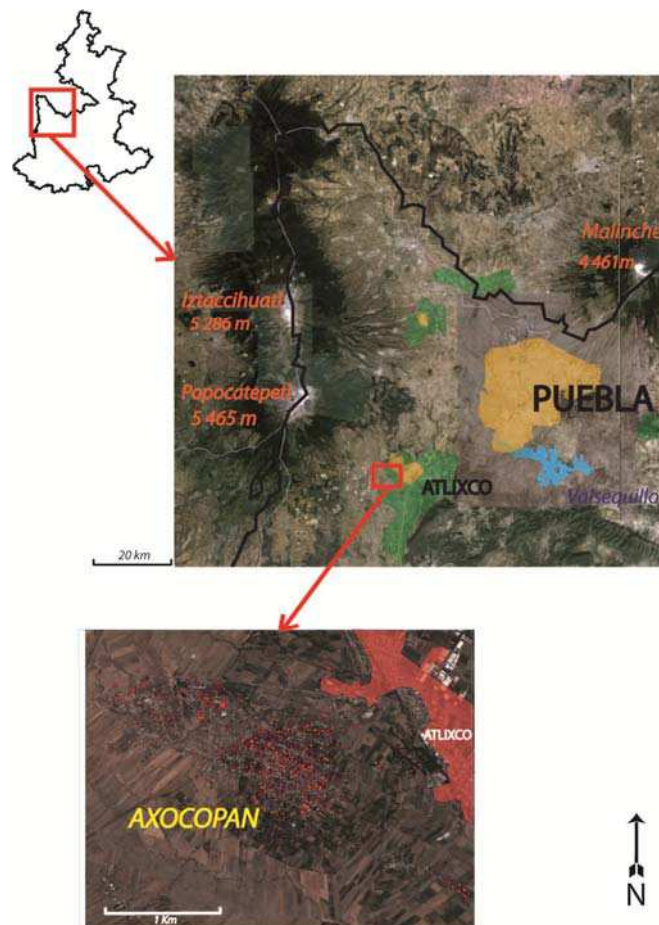 Malinche
4 461m
Iztaccihuatl
5 286 m
Popocatepetl
5 465 m
PUEBLA
ATLIXCO
Valsequillo
20 km
ATLIXCO
AXOCOPAN
1 Km
N